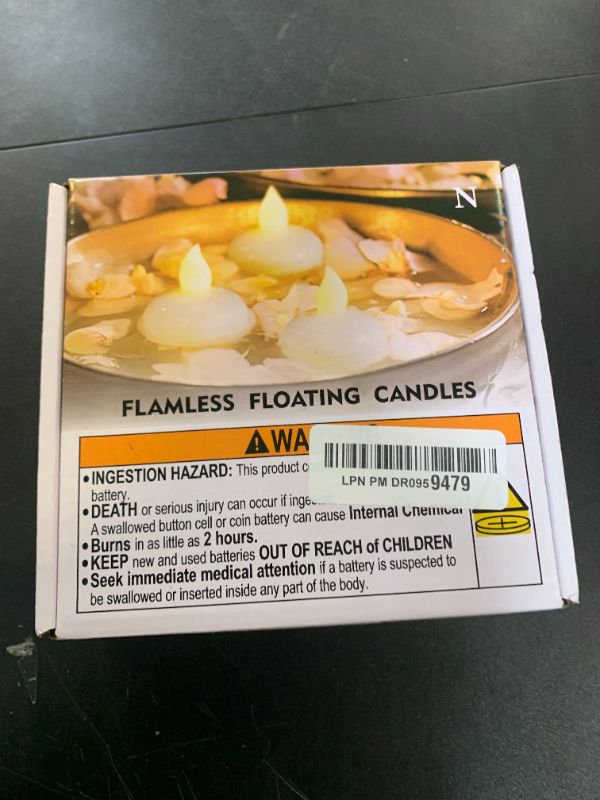 N
FLAMLESS FLOATING CANDLES
WA
LPN PM DR0959479
• INGESTION HAZARD: This product
battery.
• DEATH or serious injury can occur if
A swallowed button cell or coin battery can cause Internal Chemical
• Burns in as little as 2 hours.
• KEEP new and used batteries OUT OF REACH of CHILDREN
• Seek immediate medical attention if a battery is suspected to
be swallowed or inserted inside any part of the body.